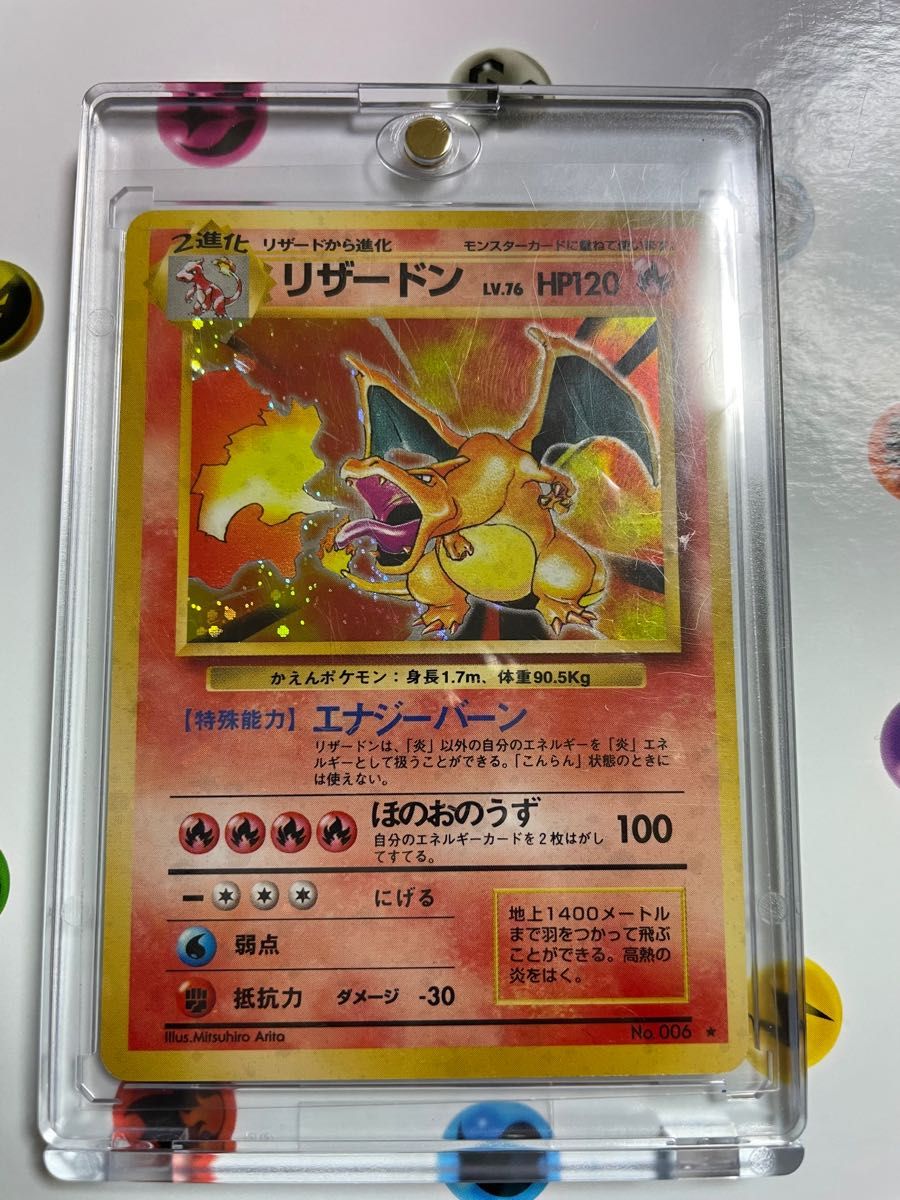 2進化 リザードから進化 モンスターカードに重ねて使います。
リザードン LV.76 HP120
かえんポケモン：身長1.7m、体重90.5Kg
【特殊能力】 エナジーバーン
リザードンは、「炎」以外の自分のエネルギーを「炎」エネ
ルギーとして扱うことができる。「こんらん」状態のときに
は使えない。
ほのおのうず 100
自分のエネルギーカードを２枚はがし
てすてる。
にげる
弱点
抵抗力 ダメージ -30
地上1400メートル
まで羽をつかって飛ぶ
ことができる。高熱の
炎をはく。
Illus.Mitsuhiro Arita No.006 ★